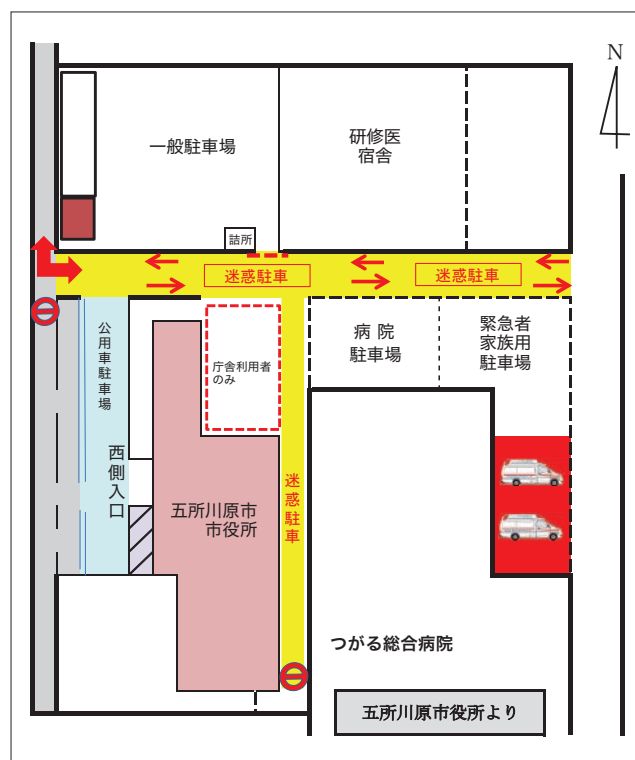 N
一般駐車場
研修医
宿舎
詰所
迷惑駐車
迷惑駐車
公用車駐車場
庁舎利用者
のみ
病 院
駐車場
緊急者
家族用
駐車場
西側入口
五所川原市
市役所
迷惑駐車
つがる総合病院
五所川原市役所より